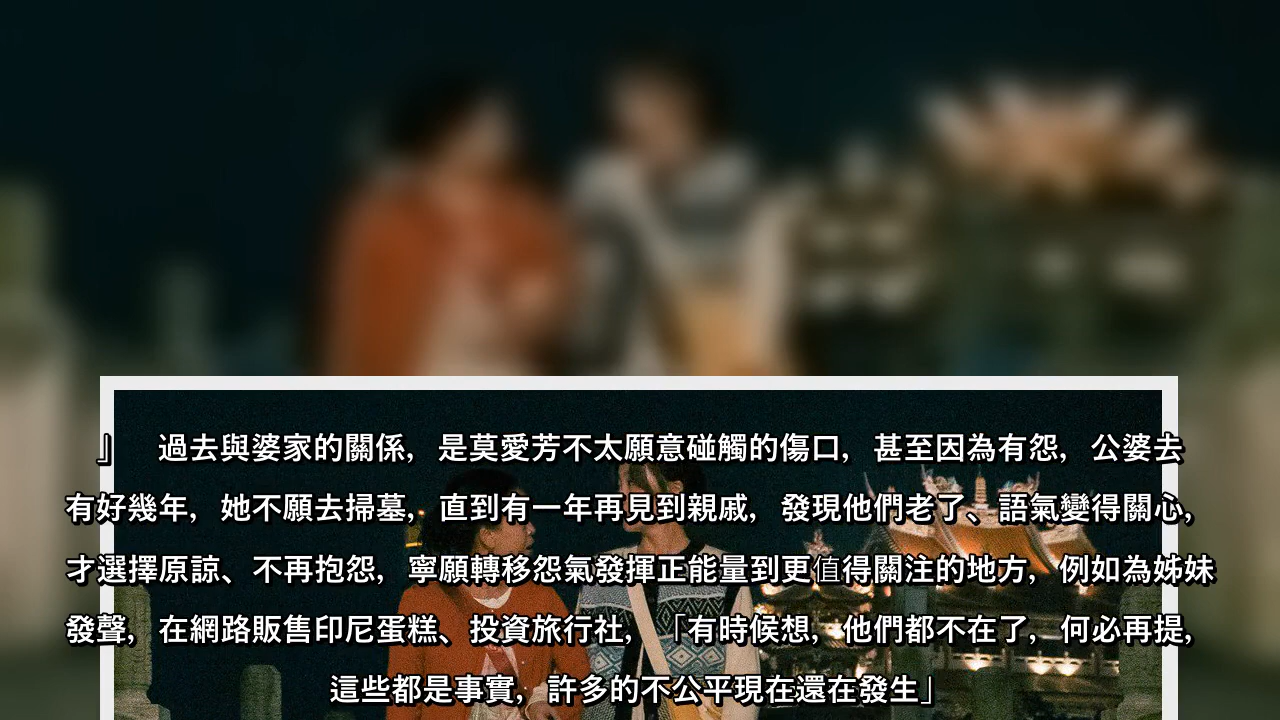 』　過去與婆家的關係，是莫愛芳不太願意碰觸的傷口，甚至因為有怨，公婆去
有好幾年，她不願去掃墓，直到有一年再見到親戚，發現他們老了、語氣變得關心，
才選擇原諒、不再抱怨，寧願轉移怨氣發揮正能量到更值得關注的地方，例如為姊妹
發聲，在網路販售印尼蛋糕、投資旅行社，「有時候想，他們都不在了，何必再提，
這些都是事實，許多的不公平現在還在發生」